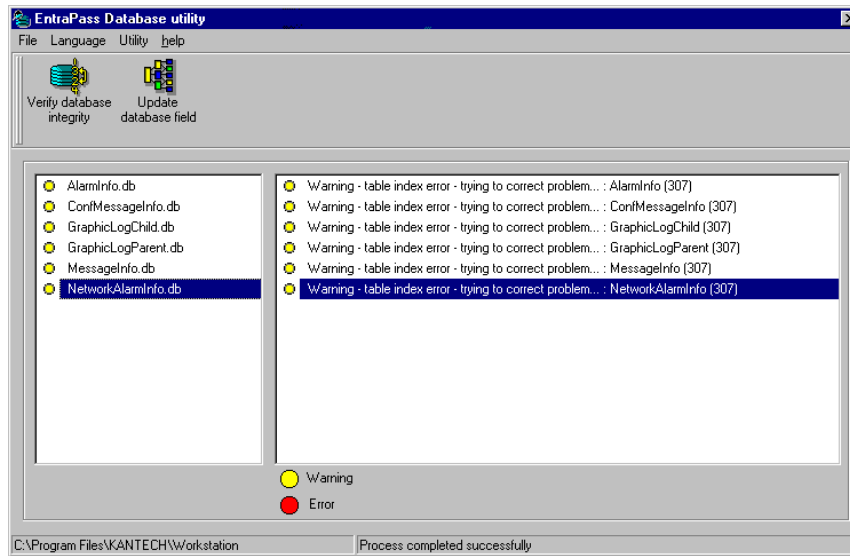 EntraPass Database utility
File Language Utility help
Verify database integrity
Update database field
AlarmInfo.db
ConfMessageInfo.db
GraphicLogChild.db
GraphicLogParent.db
MessageInfo.db
NetworkAlarmInfo.db
Warning - table index error - trying to correct problem... : AlarmInfo (307)
Warning - table index error - trying to correct problem... : ConfMessageInfo (307)
Warning - table index error - trying to correct problem... : GraphicLogChild (307)
Warning - table index error - trying to correct problem... : GraphicLogParent (307)
Warning - table index error - trying to correct problem... : MessageInfo (307)
Warning - table index error - trying to correct problem... : NetworkAlarmInfo (307)
Warning
Error
C:\Program Files\KANTECH\Workstation
Process completed successfully